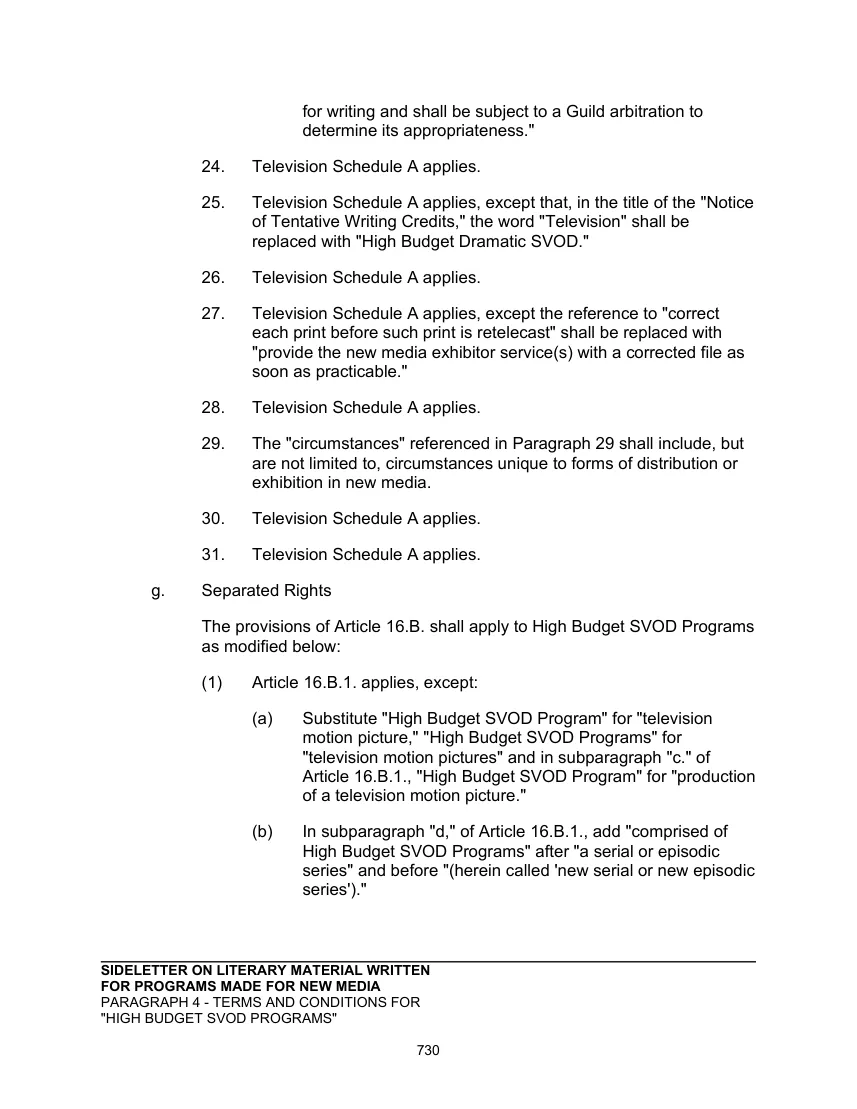 for writing and shall be subject to a Guild arbitration to
determine its appropriateness."
24. Television Schedule A applies.
25. Television Schedule A applies, except that, in the title of the "Notice
of Tentative Writing Credits," the word "Television" shall be
replaced with "High Budget Dramatic SVOD."
26. Television Schedule A applies.
27. Television Schedule A applies, except the reference to "correct
each print before such print is retelecast" shall be replaced with
"provide the new media exhibitor service(s) with a corrected file as
soon as practicable."
28. Television Schedule A applies.
29. The "circumstances" referenced in Paragraph 29 shall include, but
are not limited to, circumstances unique to forms of distribution or
exhibition in new media.
30. Television Schedule A applies.
31. Television Schedule A applies.
g. Separated Rights
The provisions of Article 16.B. shall apply to High Budget SVOD Programs
as modified below:
(1) Article 16.B.1. applies, except:
(a) Substitute "High Budget SVOD Program" for "television
motion picture," "High Budget SVOD Programs" for
"television motion pictures" and in subparagraph "c." of
Article 16.B.1., "High Budget SVOD Program" for "production
of a television motion picture."
(b) In subparagraph "d," of Article 16.B.1., add "comprised of
High Budget SVOD Programs" after "a serial or episodic
series" and before "(herein called 'new serial or new episodic
series')."
SIDELETTER ON LITERARY MATERIAL WRITTEN
FOR PROGRAMS MADE FOR NEW MEDIA
PARAGRAPH 4 - TERMS AND CONDITIONS FOR
"HIGH BUDGET SVOD PROGRAMS"
730